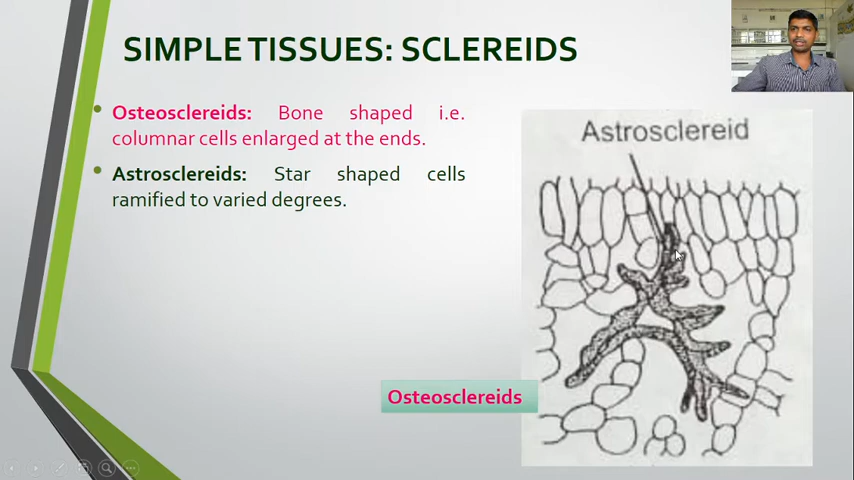 SIMPLE TISSUES: SCLEREIDS
Osteosclereids: Bone shaped i.e.
columnar cells enlarged at the ends.
Astrosclereids: Star shaped cells
ramified to varied degrees.
Astrosclereid
Osteosclereids